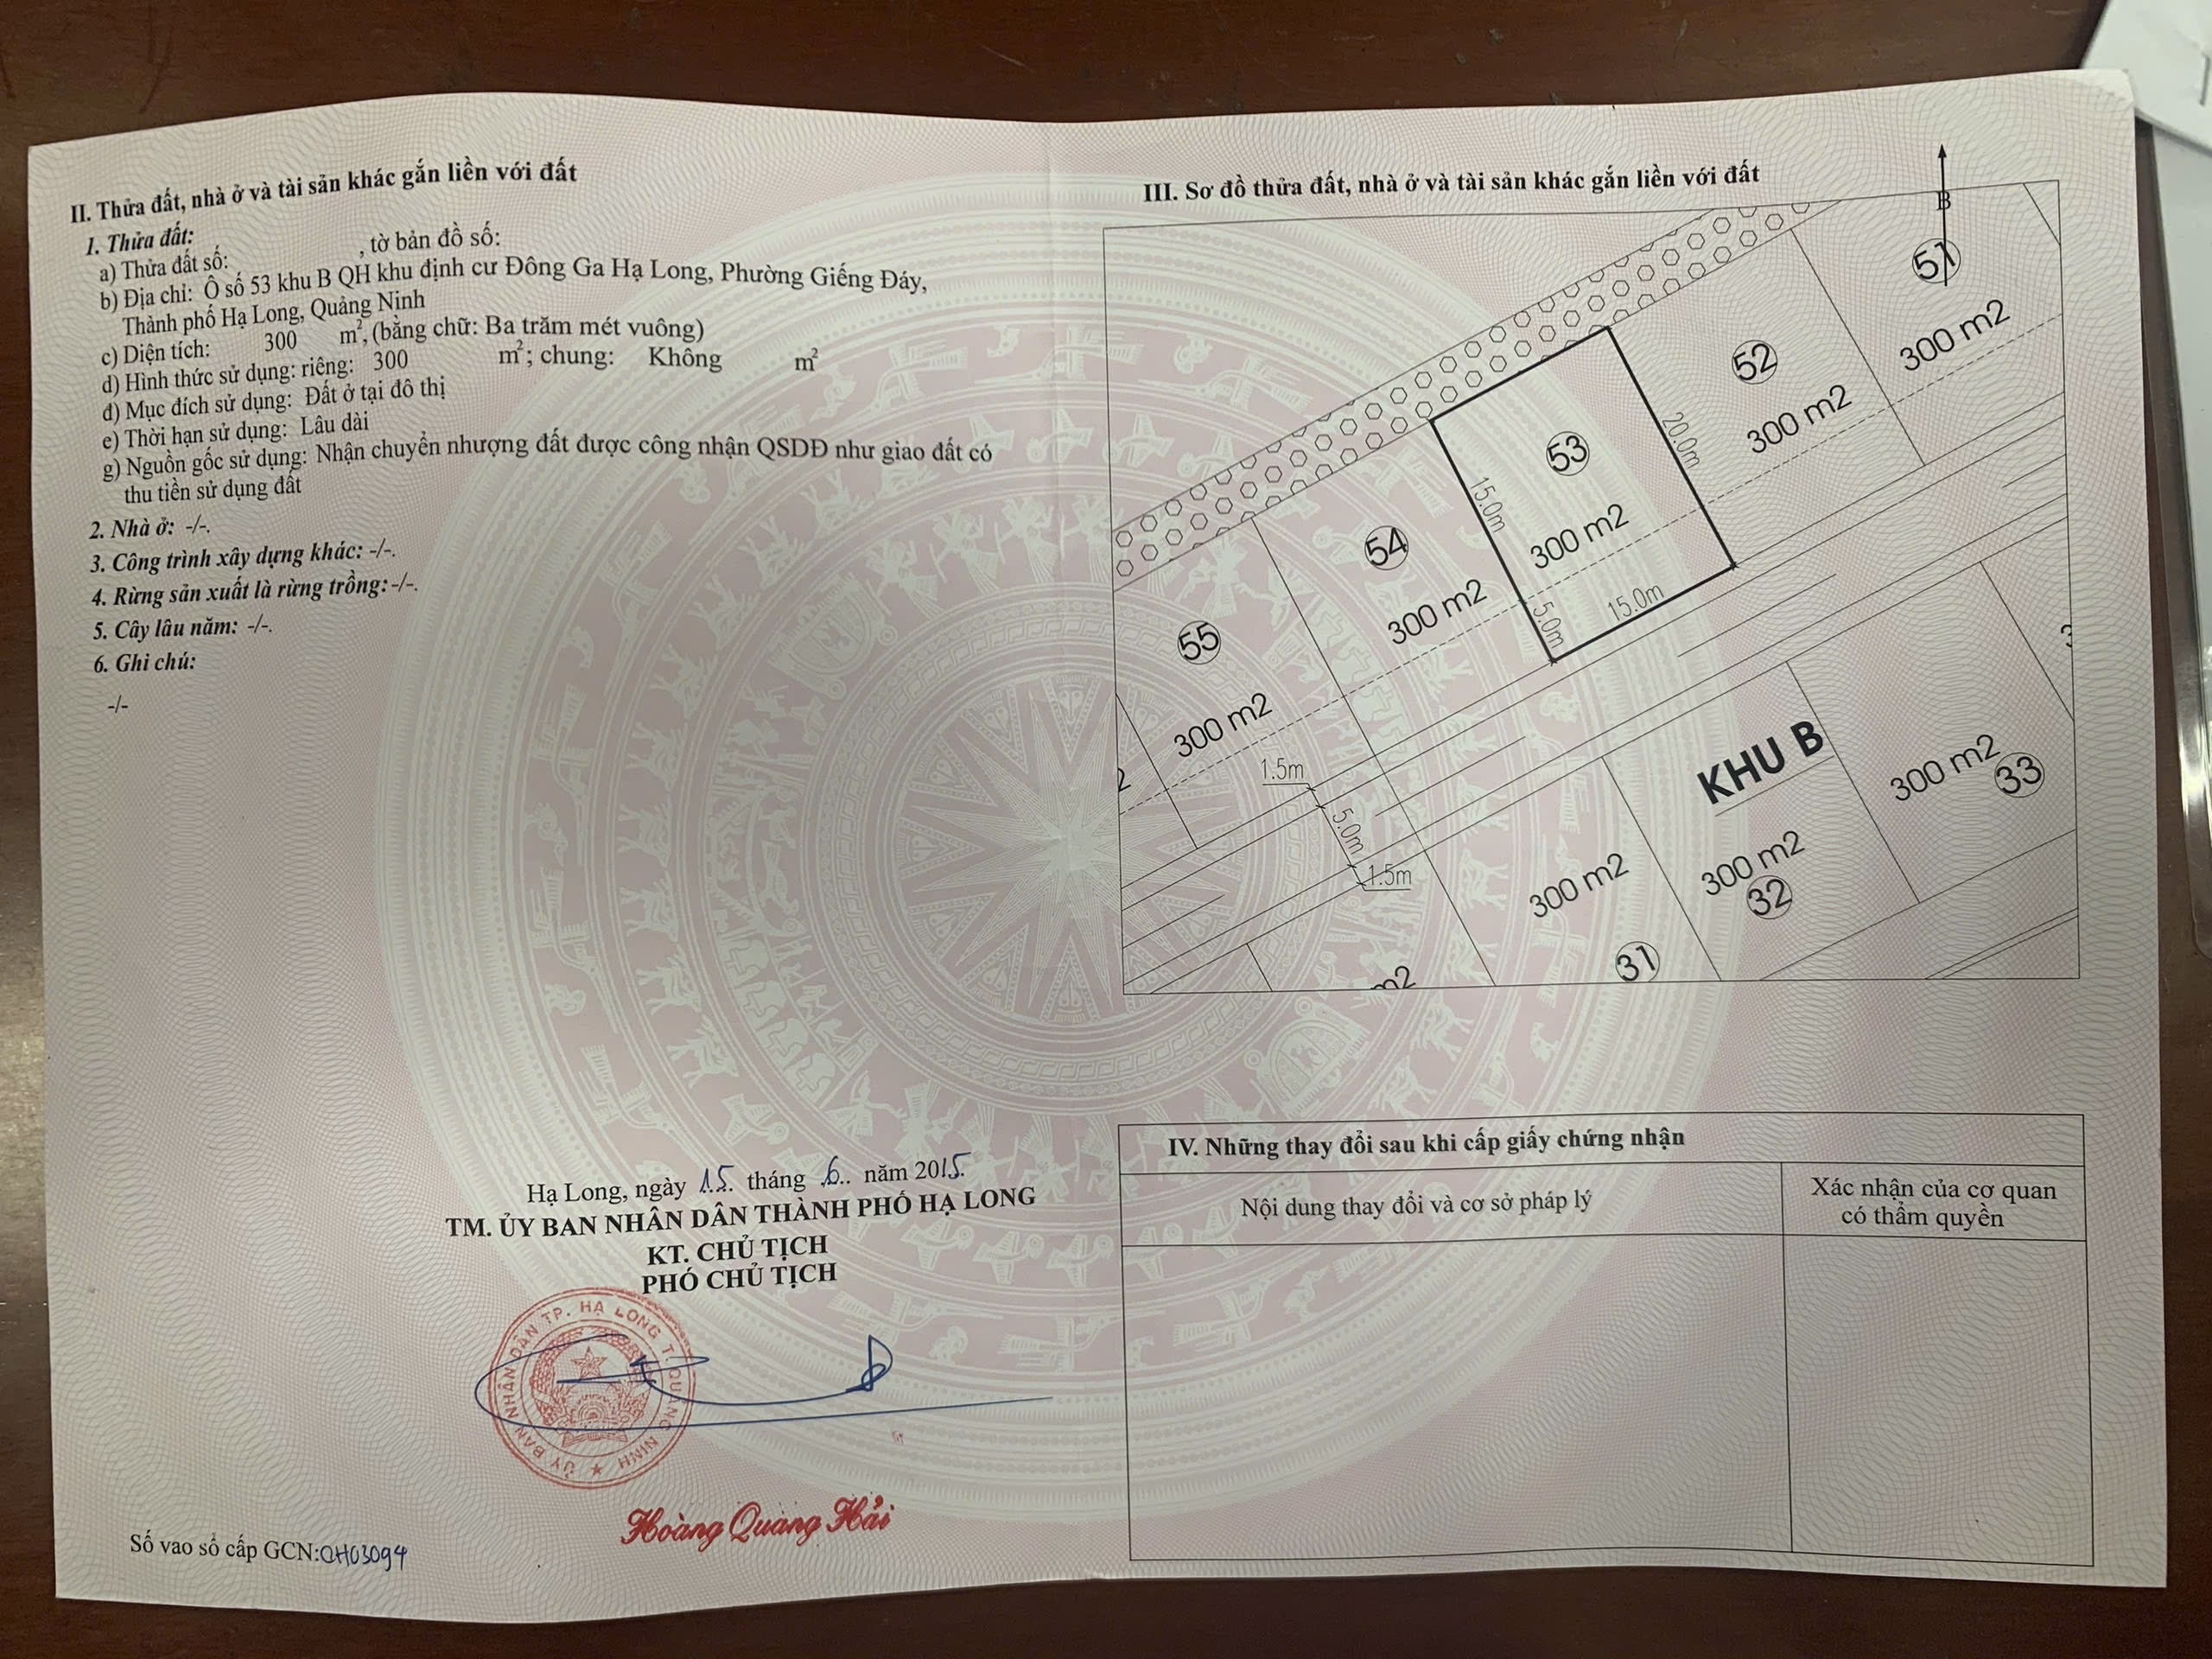 II. Thửa đất, nhà ở và tài sản khác gắn liền với đất
1. Thửa đất:
a) Thửa đất số: , tờ bản đồ số:
b) Địa chỉ: Ô số 53 khu B QH khu định cư Đông Ga Hạ Long, Phường Giếng Đáy,
Thành phố Hạ Long, Quảng Ninh
c) Diện tích: 300 m², (bằng chữ: Ba trăm mét vuông)
d) Hình thức sử dụng: riêng: 300 m²; chung: Không m²
đ) Mục đích sử dụng: Đất ở tại đô thị
e) Thời hạn sử dụng: Lâu dài
g) Nguồn gốc sử dụng: Nhận chuyển nhượng đất được công nhận QSDĐ như giao đất có
thu tiền sử dụng đất
2. Nhà ở: -/-.
3. Công trình xây dựng khác: -/-.
4. Rừng sản xuất là rừng trồng: -/-.
5. Cây lâu năm: -/-.
6. Ghi chú:
-/-
Hạ Long, ngày 15 tháng 6 năm 2015
TM. ỦY BAN NHÂN DÂN THÀNH PHỐ HẠ LONG
KT. CHỦ TỊCH
PHÓ CHỦ TỊCH
ỦY BAN NHÂN DÂN TP. HẠ LONG T. QUẢNG NINH
Hoàng Quang Hải
Số vào sổ cấp GCN: CH03094
III. Sơ đồ thửa đất, nhà ở và tài sản khác gắn liền với đất
B
51
300 m2
52
300 m2
20.0m
53
15.0m
300 m2
5.0m
15.0m
54
300 m2
55
300 m2
2
1.5m
5.0m
1.5m
KHU B
300 m2
33
300 m2
32
300 m2
31
m2
IV. Những thay đổi sau khi cấp giấy chứng nhận
Nội dung thay đổi và cơ sở pháp lý
Xác nhận của cơ quan
có thẩm quyền